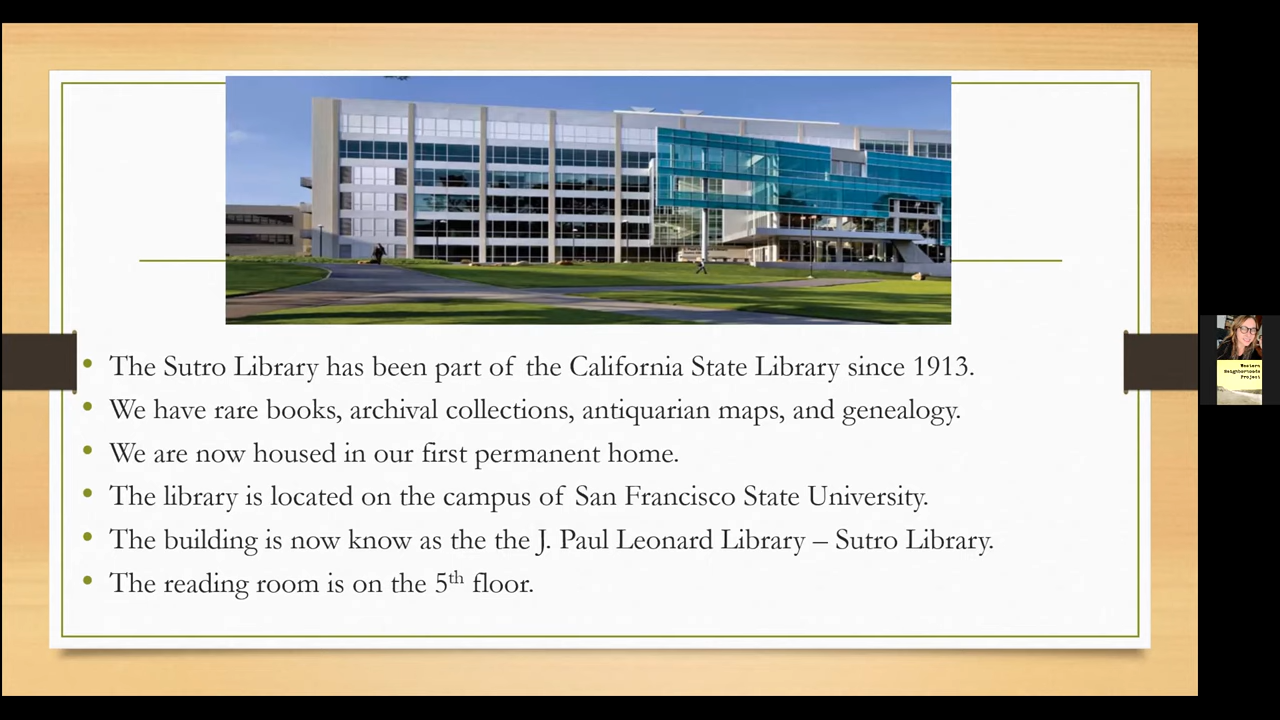 The Sutro Library has been part of the California State Library since 1913.
We have rare books, archival collections, antiquarian maps, and genealogy.
We are now housed in our first permanent home.
The library is located on the campus of San Francisco State University.
The building is now know as the the J. Paul Leonard Library – Sutro Library.
The reading room is on the 5th floor.
Western
Neighborhoods
Project